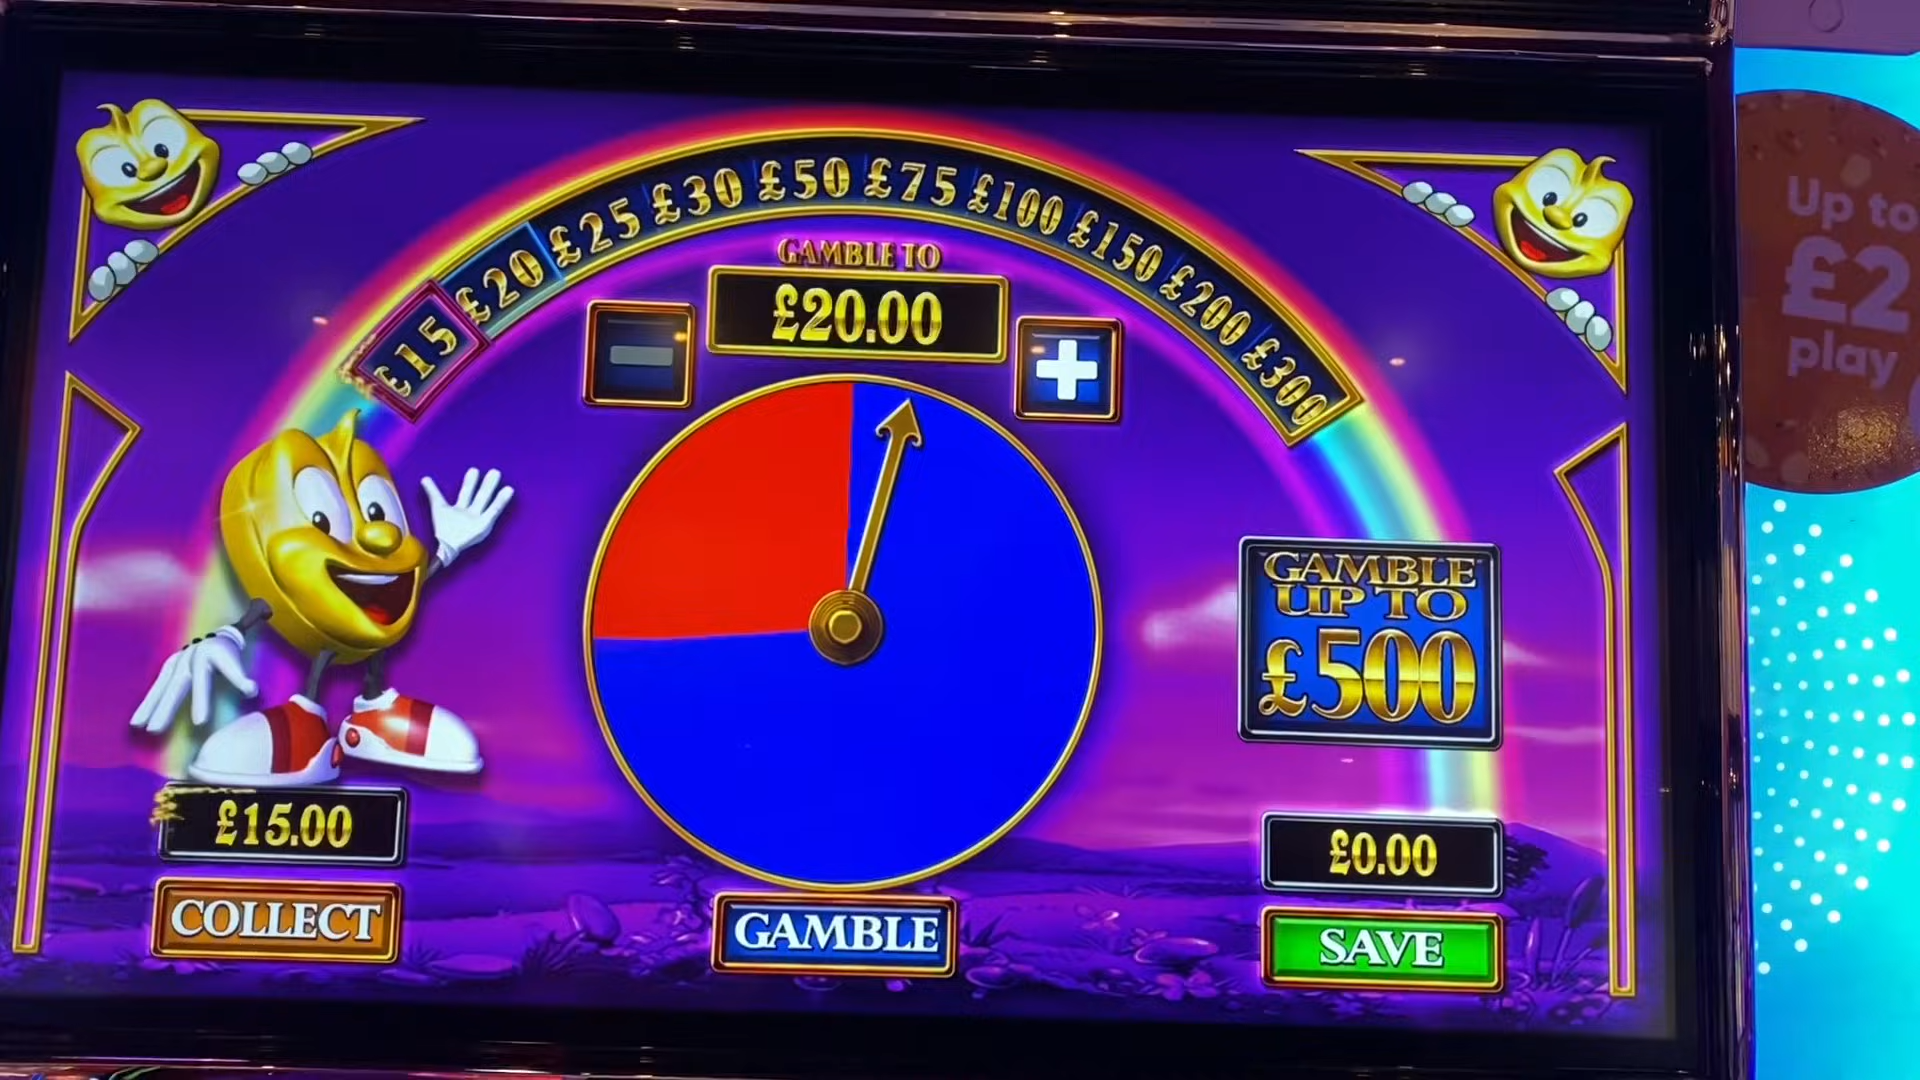 £15 £20 £25 £30 £50 £75 £100 £150 £200 £300
GAMBLE TO
£20.00
GAMBLE
UP TO
£500
£15.00
COLLECT
GAMBLE
£0.00
SAVE
Up to
£2
play